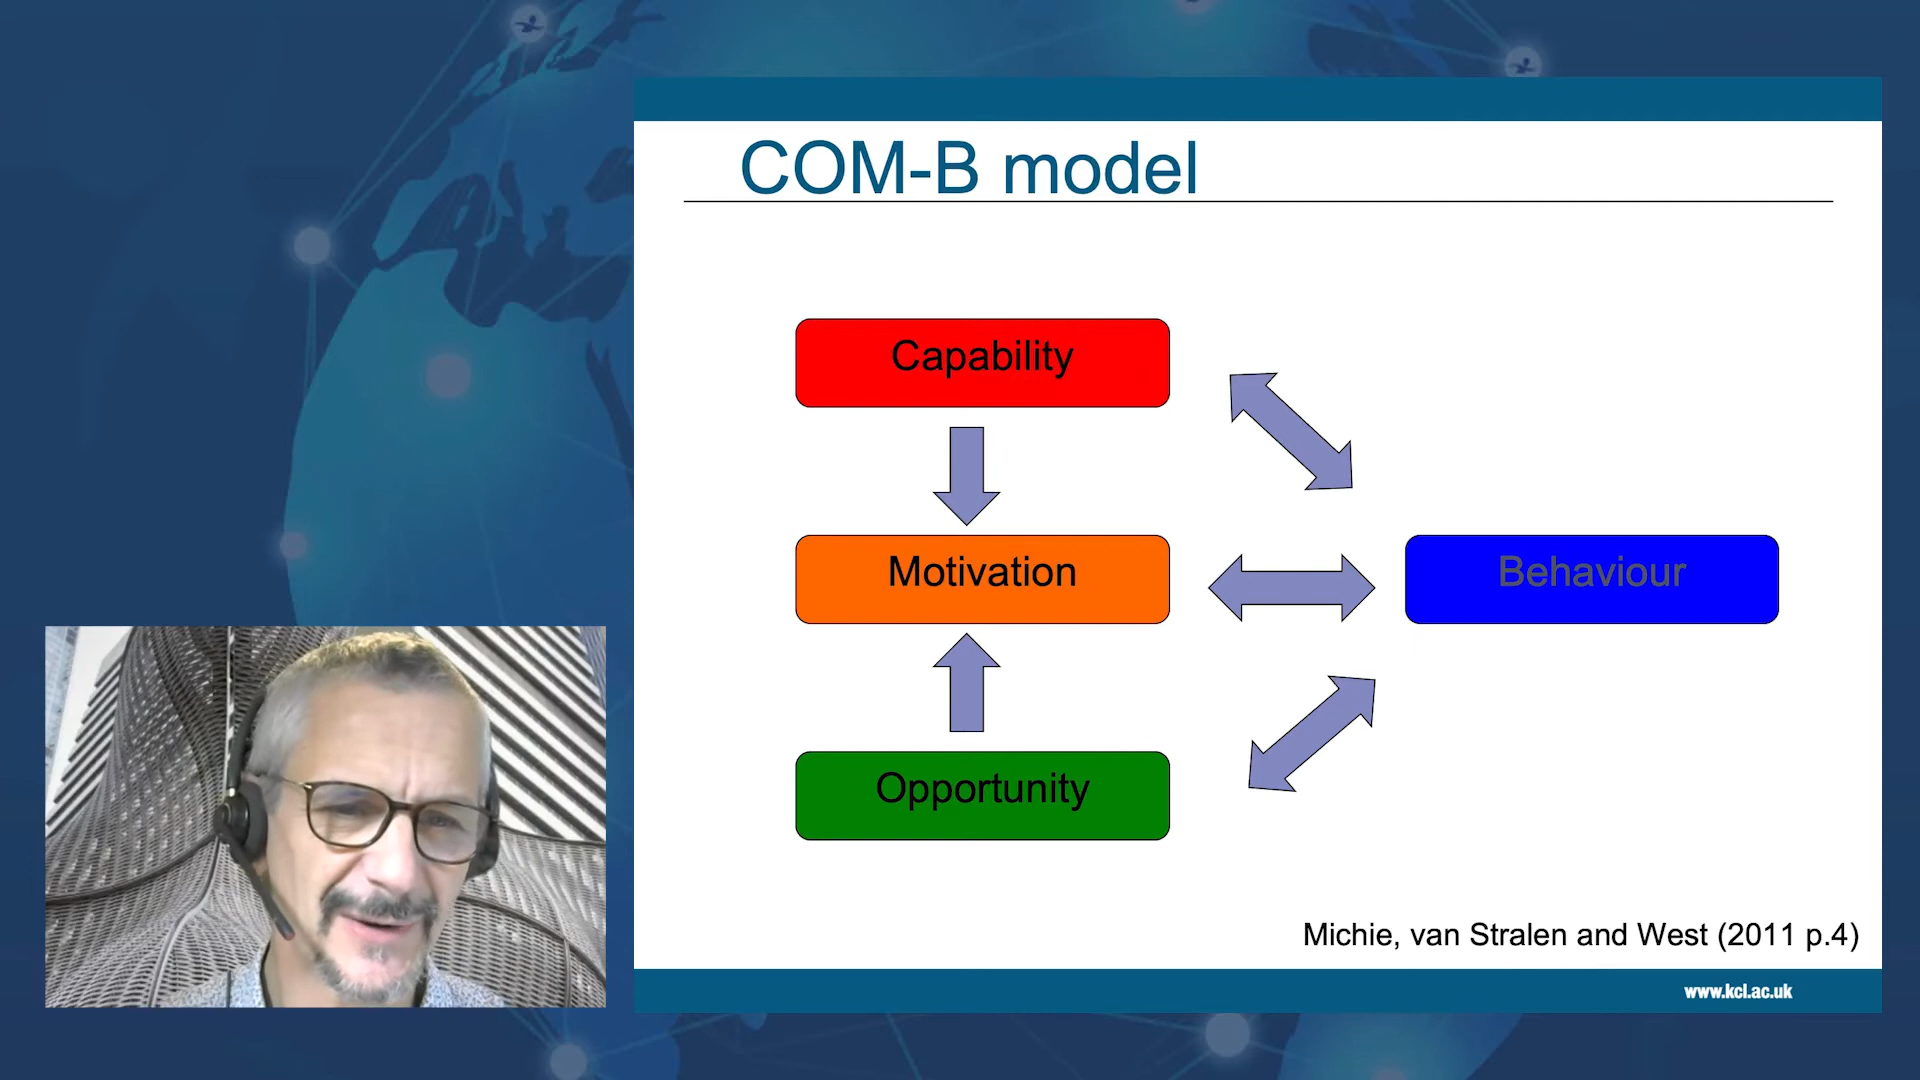 COM-B model
Capability
Motivation
Behaviour
Opportunity
Michie, van Stralen and West (2011 p.4)
www.kcl.ac.uk